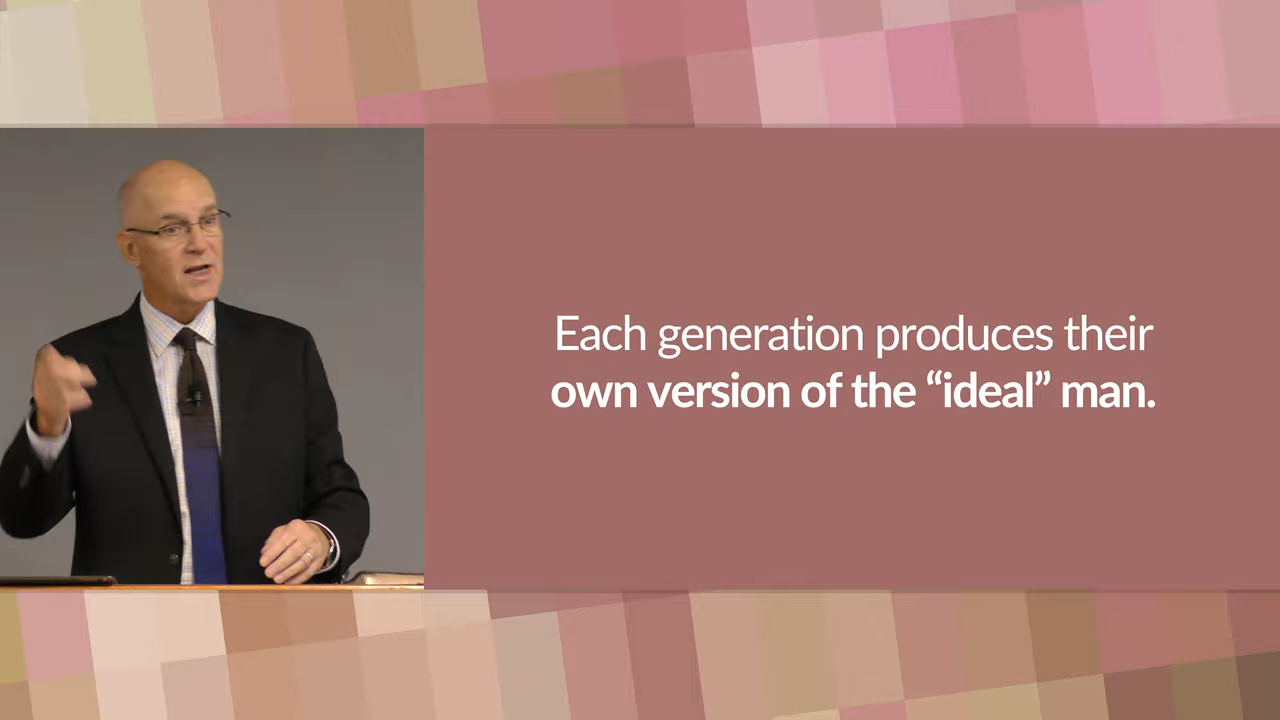 Each generation produces their
own version of the “ideal” man.